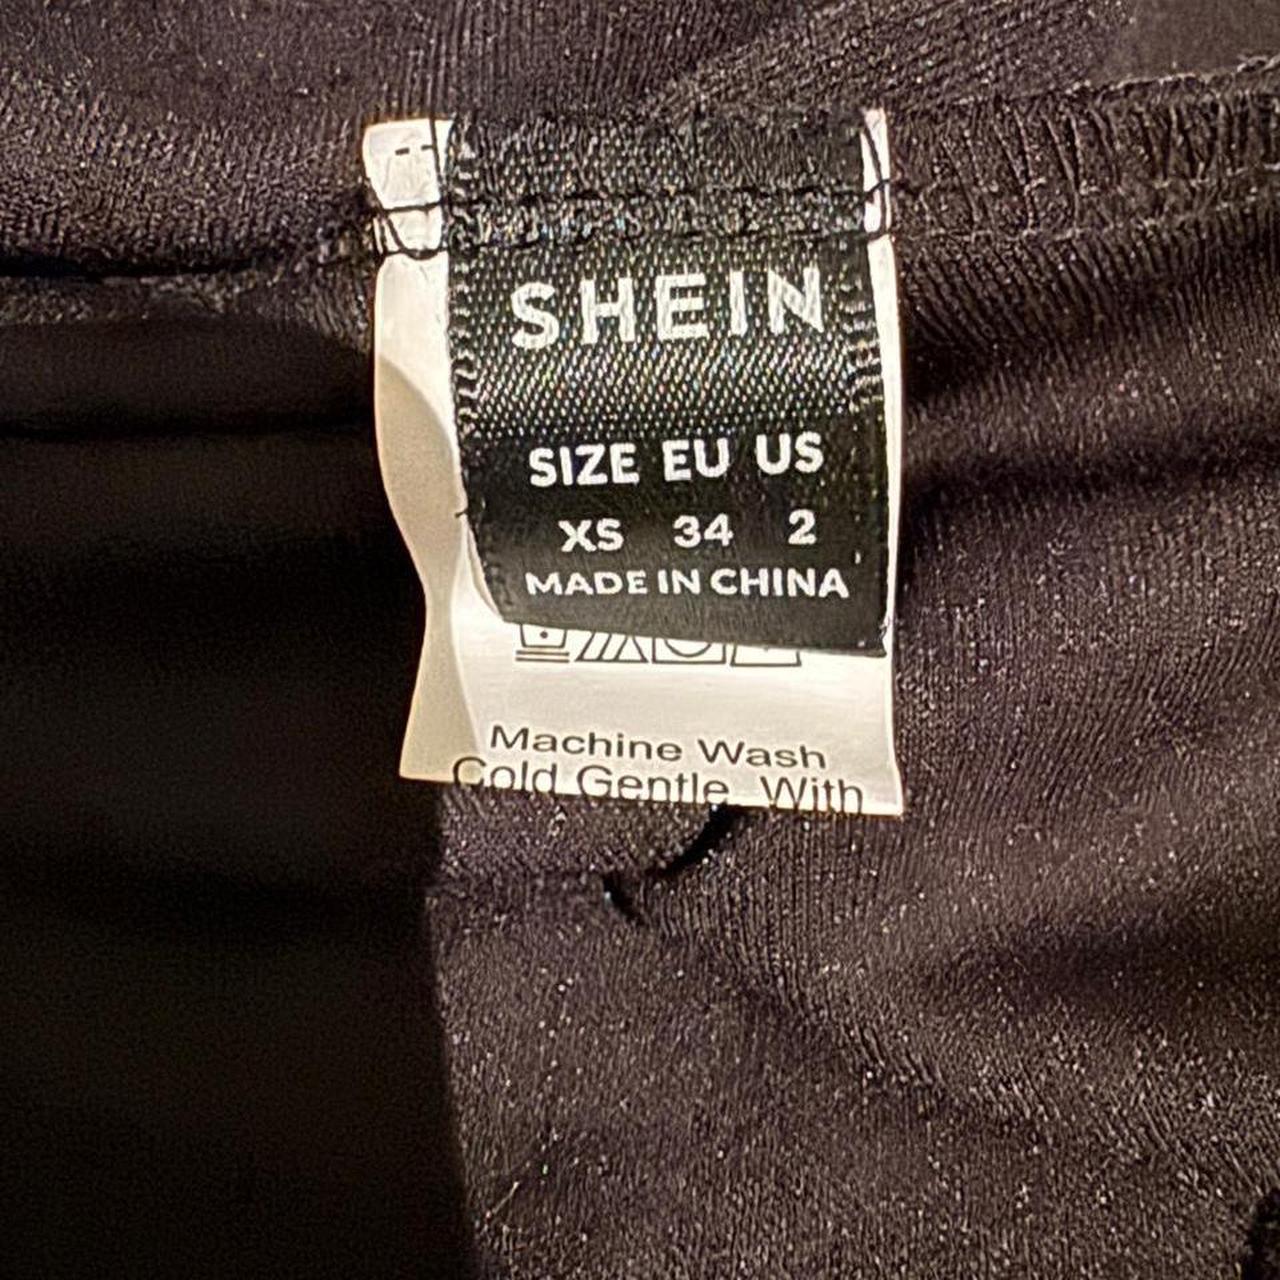 SHEIN
SIZE EU US
XS 34 2
MADE IN CHINA
Machine Wash
Cold Gentle With